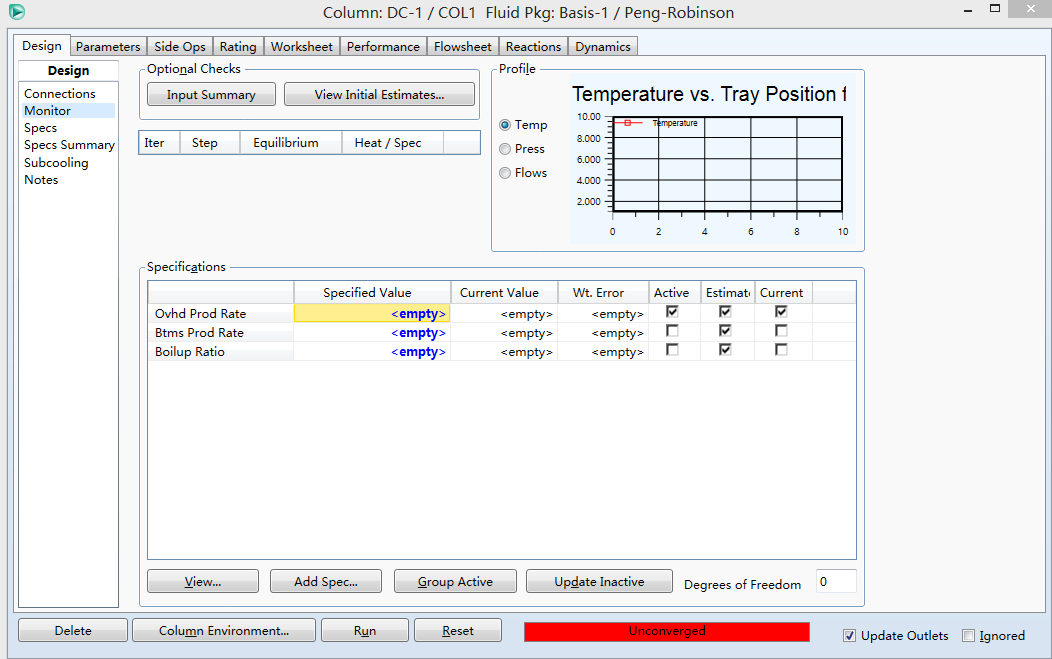 Column: DC-1 / COL1 Fluid Pkg: Basis-1 / Peng-Robinson
Design Parameters Side Ops Rating Worksheet Performance Flowsheet Reactions Dynamics
Design
Connections
Monitor
Specs
Specs Summary
Subcooling
Notes
Optional Checks
Input Summary View Initial Estimates...
Iter Step Equilibrium Heat / Spec
Profile
Temp
Press
Flows
Temperature vs. Tray Position f
Temperature
10.00
8.000
6.000
4.000
2.000
0 2 4 6 8 10
Specifications
Specified Value Current Value Wt. Error Active Estimate Current
Ovhd Prod Rate <empty> <empty> <empty>
Btms Prod Rate <empty> <empty> <empty>
Boilup Ratio <empty> <empty> <empty>
View... Add Spec... Group Active Update Inactive Degrees of Freedom 0
Delete Column Environment... Run Reset Unconverged Update Outlets Ignored